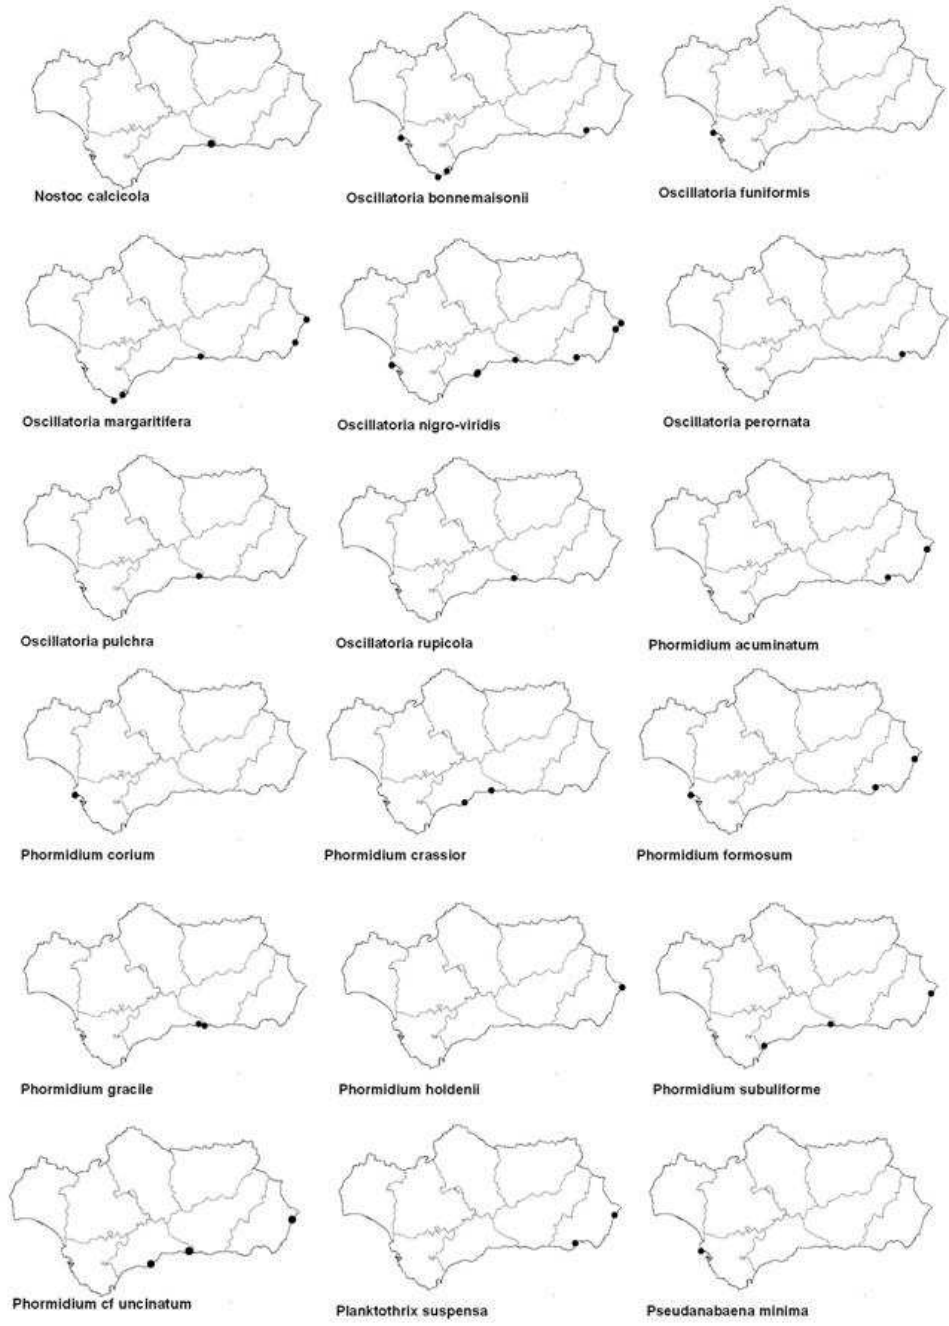 Nostoc calcicola
Oscillatoria bonnemaisonii
Oscillatoria funiformis
Oscillatoria margaritifera
Oscillatoria nigro-viridis
Oscillatoria perornata
Oscillatoria pulchra
Oscillatoria rupicola
Phormidium acuminatum
Phormidium corium
Phormidium crassior
Phormidium formosum
Phormidium gracile
Phormidium holdenii
Phormidium subuliforme
Phormidium cf uncinatum
Planktothrix suspensa
Pseudanabaena minima